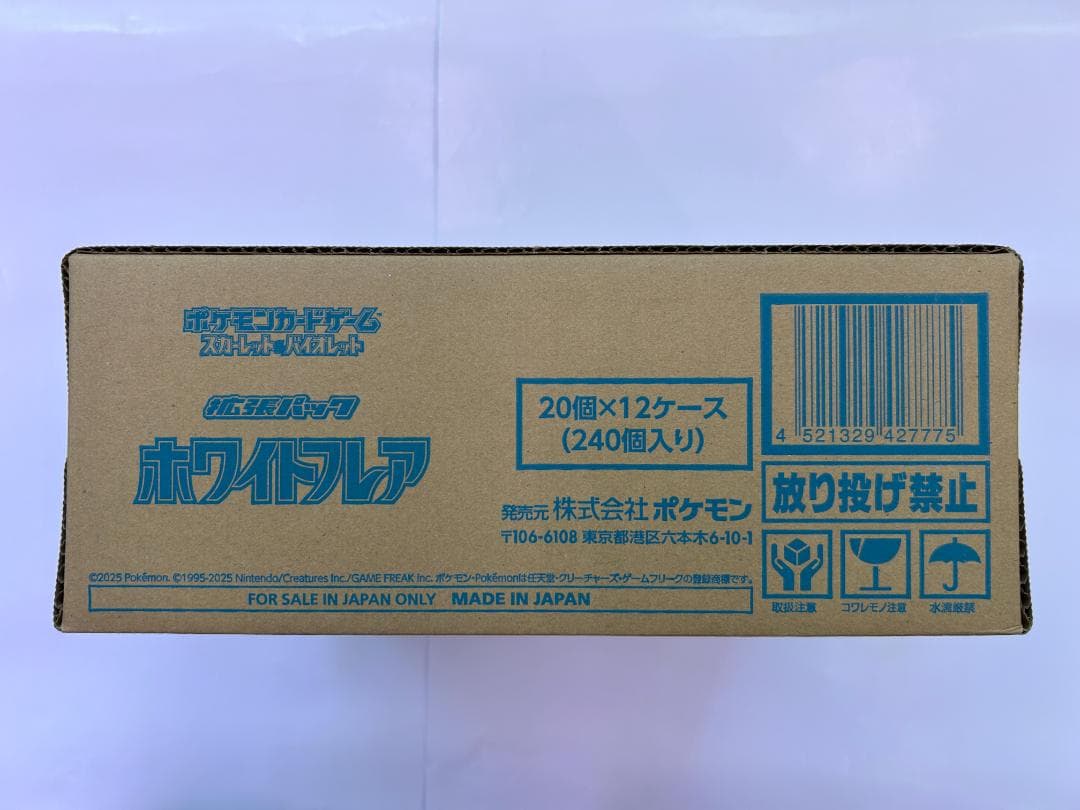 ポケモンカードゲーム
スカーレット&バイオレット
拡張パック
ホワイトフレア
20個×12ケース
(240個入り)
発売元 株式会社 ポケモン
〒106-6108 東京都港区六本木6-10-1
©2025 Pokémon. ©1995-2025 Nintendo/Creatures Inc./GAME FREAK inc. ポケモン・Pokémonは任天堂・クリーチャーズ・ゲームフリークの登録商標です。
FOR SALE IN JAPAN ONLY MADE IN JAPAN
4 521329 427775
放り投げ禁止
取扱注意 コワレモノ注意 水濡厳禁